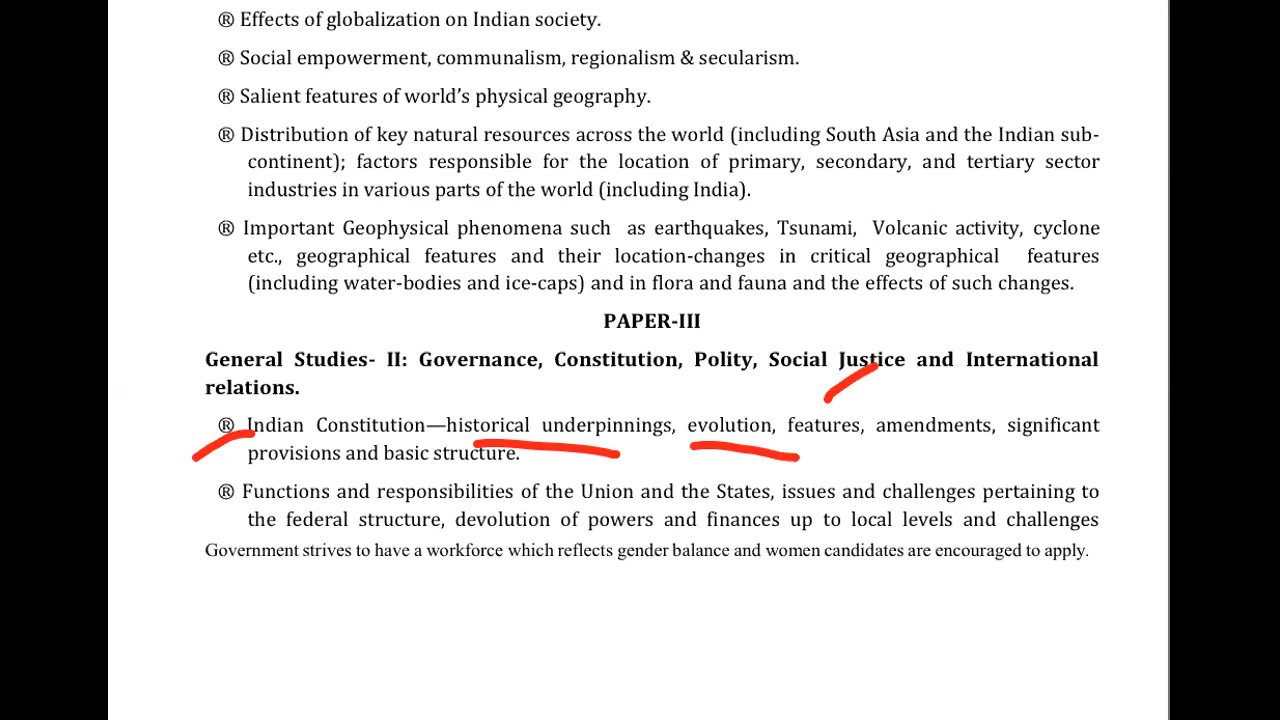 ® Effects of globalization on Indian society.
® Social empowerment, communalism, regionalism & secularism.
® Salient features of world’s physical geography.
® Distribution of key natural resources across the world (including South Asia and the Indian sub-
continent); factors responsible for the location of primary, secondary, and tertiary sector
industries in various parts of the world (including India).
® Important Geophysical phenomena such as earthquakes, Tsunami, Volcanic activity, cyclone
etc., geographical features and their location-changes in critical geographical features
(including water-bodies and ice-caps) and in flora and fauna and the effects of such changes.
PAPER-III
General Studies- II: Governance, Constitution, Polity, Social Justice and International
relations.
® Indian Constitution—historical underpinnings, evolution, features, amendments, significant
provisions and basic structure.
® Functions and responsibilities of the Union and the States, issues and challenges pertaining to
the federal structure, devolution of powers and finances up to local levels and challenges
Government strives to have a workforce which reflects gender balance and women candidates are encouraged to apply.